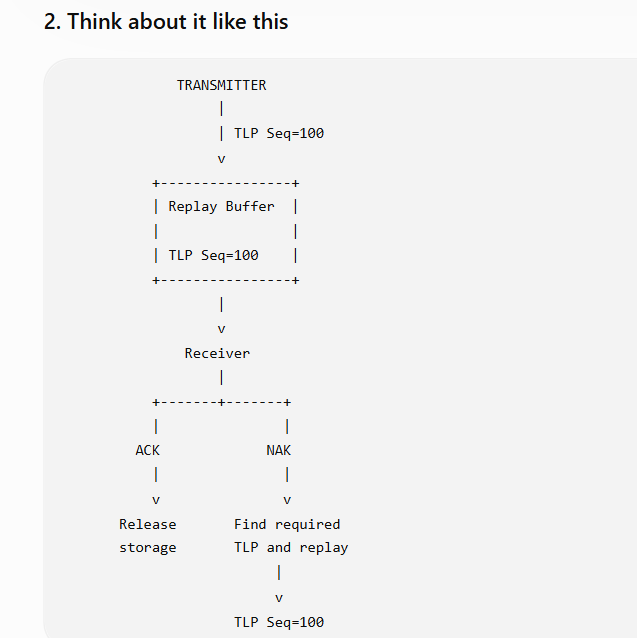 2. Think about it like this
TRANSMITTER
|
| TLP Seq=100
v
+----------------+
| Replay Buffer |
| |
| TLP Seq=100 |
+----------------+
|
v
Receiver
|
+-------+-------+
| |
ACK NAK
| |
v v
Release Find required
storage TLP and replay
|
v
TLP Seq=100